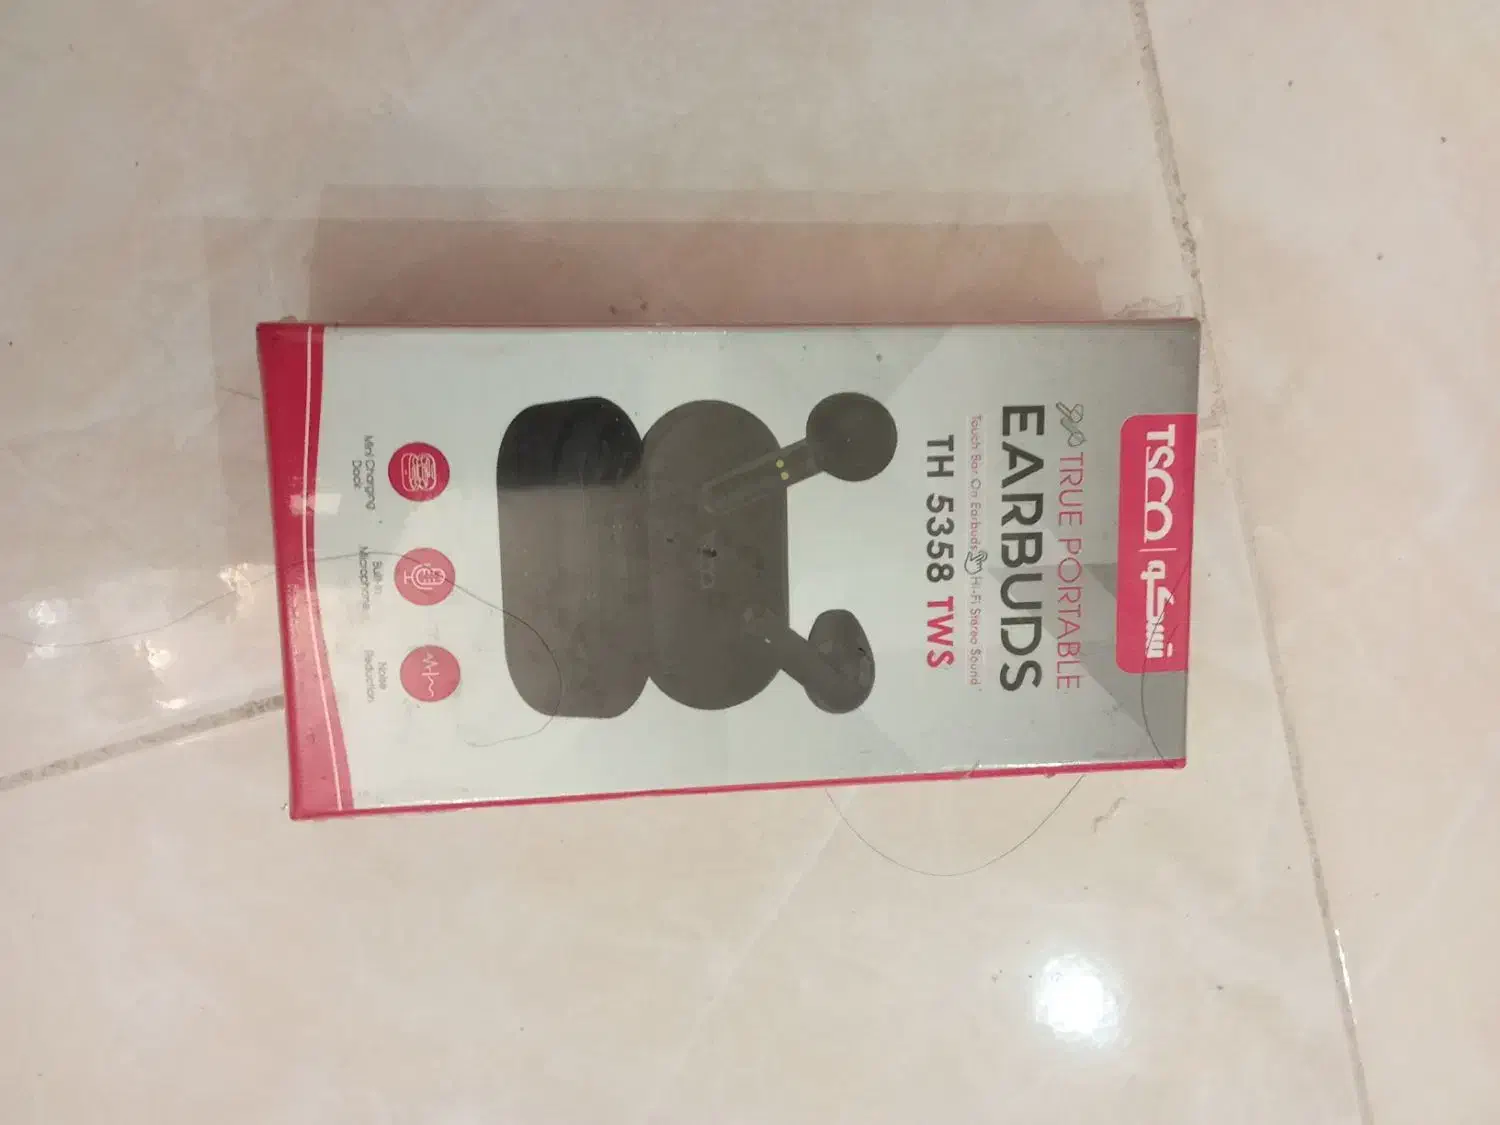 TSCO | تسکو
TRUE PORTABLE
EARBUDS
Touch Bar On Earbuds Hi-Fi Stereo Sound
TH 5358 TWS
Mini Charging
Dock
Built-in
Microphone
Noise
Reduction